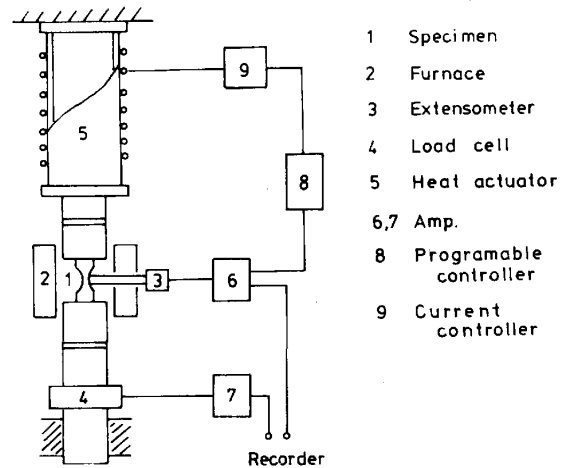 1 Specimen
2 Furnace
3 Extensometer
4 Load cell
5 Heat actuator
6,7 Amp.
8 Programable
controller
9 Current
controller
9
5
8
2
1
3
6
4
7
Recorder